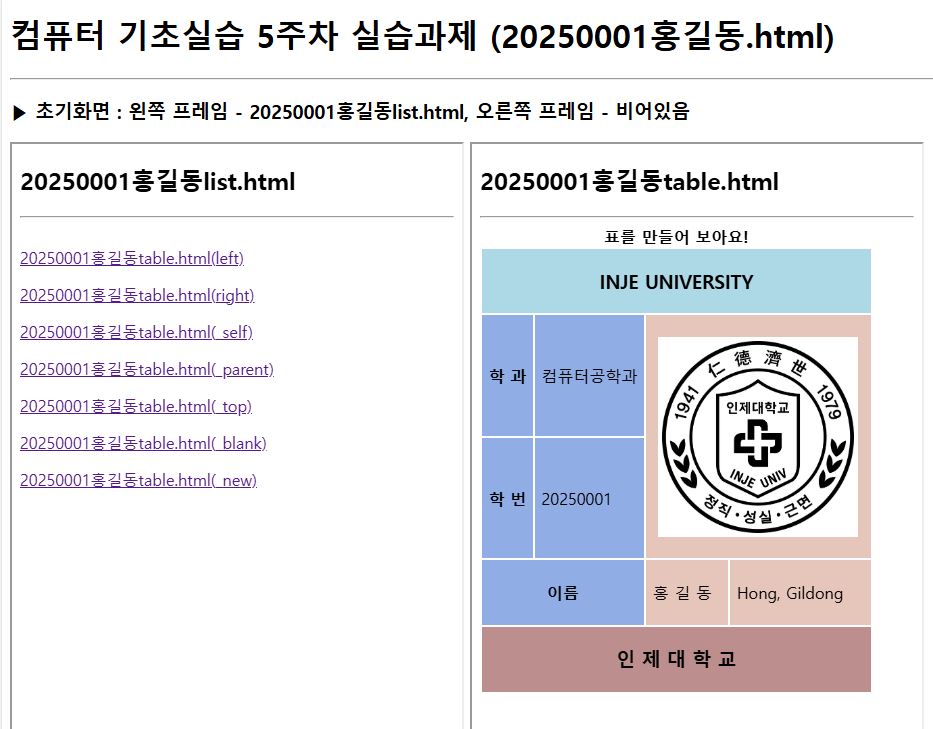 컴퓨터 기초실습 5주차 실습과제 (20250001홍길동.html)
▶ 초기화면 : 왼쪽 프레임 - 20250001홍길동list.html, 오른쪽 프레임 - 비어있음
20250001홍길동list.html
20250001홍길동table.html(left)
20250001홍길동table.html(right)
20250001홍길동table.html(_self)
20250001홍길동table.html(_parent)
20250001홍길동table.html(_top)
20250001홍길동table.html(_blank)
20250001홍길동table.html(_new)
20250001홍길동table.html
표를 만들어 보아요!
INJE UNIVERSITY
학 과 컴퓨터공학과
1941 仁 德 濟 世 1979
인제대학교
INJE UNIV
정직·성실·근면
학 번 20250001
이름 홍 길 동 Hong, Gildong
인 제 대 학 교